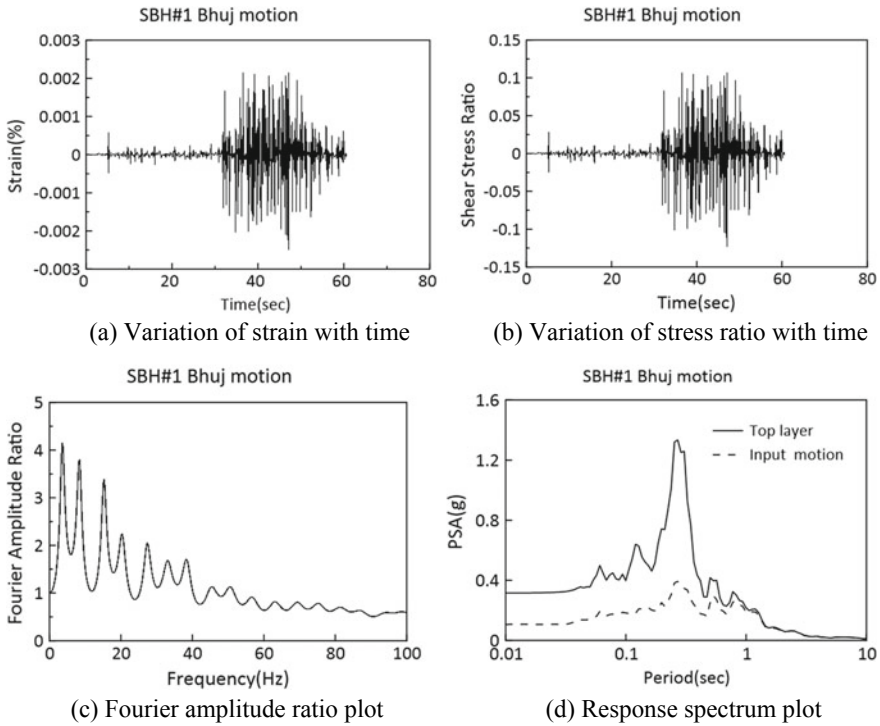 SBH#1 Bhuj motion
0.003
0.002
0.001
0
-0.001
-0.002
-0.003
Strain(%)
0 20 40 60 80
Time(sec)
(a) Variation of strain with time
SBH#1 Bhuj motion
0.15
0.1
0.05
0
-0.05
-0.1
-0.15
Shear Stress Ratio
0 20 40 60 80
Time(sec)
(b) Variation of stress ratio with time
SBH#1 Bhuj motion
5
4
3
2
1
0
Fourier Amplitude Ratio
0 20 40 60 80 100
Frequency(Hz)
(c) Fourier amplitude ratio plot
SBH#1 Bhuj motion
1.6
1.2
0.8
0.4
0
PSA(g)
Top layer
Input motion
0.01 0.1 1 10
Period(sec)
(d) Response spectrum plot